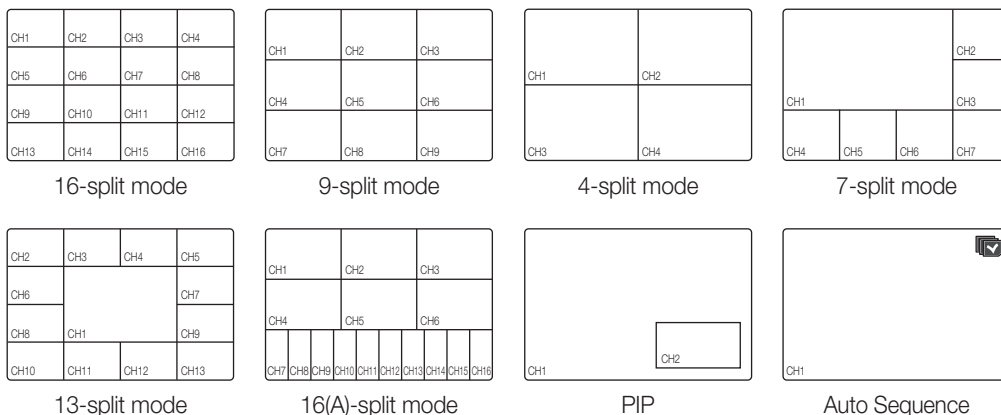 CH1 CH2 CH3 CH4
CH5 CH6 CH7 CH8
CH9 CH10 CH11 CH12
CH13 CH14 CH15 CH16
16-split mode
CH1 CH2 CH3
CH4 CH5 CH6
CH7 CH8 CH9
9-split mode
CH1 CH2
CH3 CH4
4-split mode
CH2
CH1 CH3
CH4 CH5 CH6 CH7
7-split mode
CH2 CH3 CH4 CH5
CH6 CH7
CH8 CH1 CH9
CH10 CH11 CH12 CH13
13-split mode
CH1 CH2 CH3
CH4 CH5 CH6
CH7 CH8 CH9 CH10 CH11 CH12 CH13 CH14 CH15 CH16
16(A)-split mode
CH2
CH1
PIP
CH1
Auto Sequence